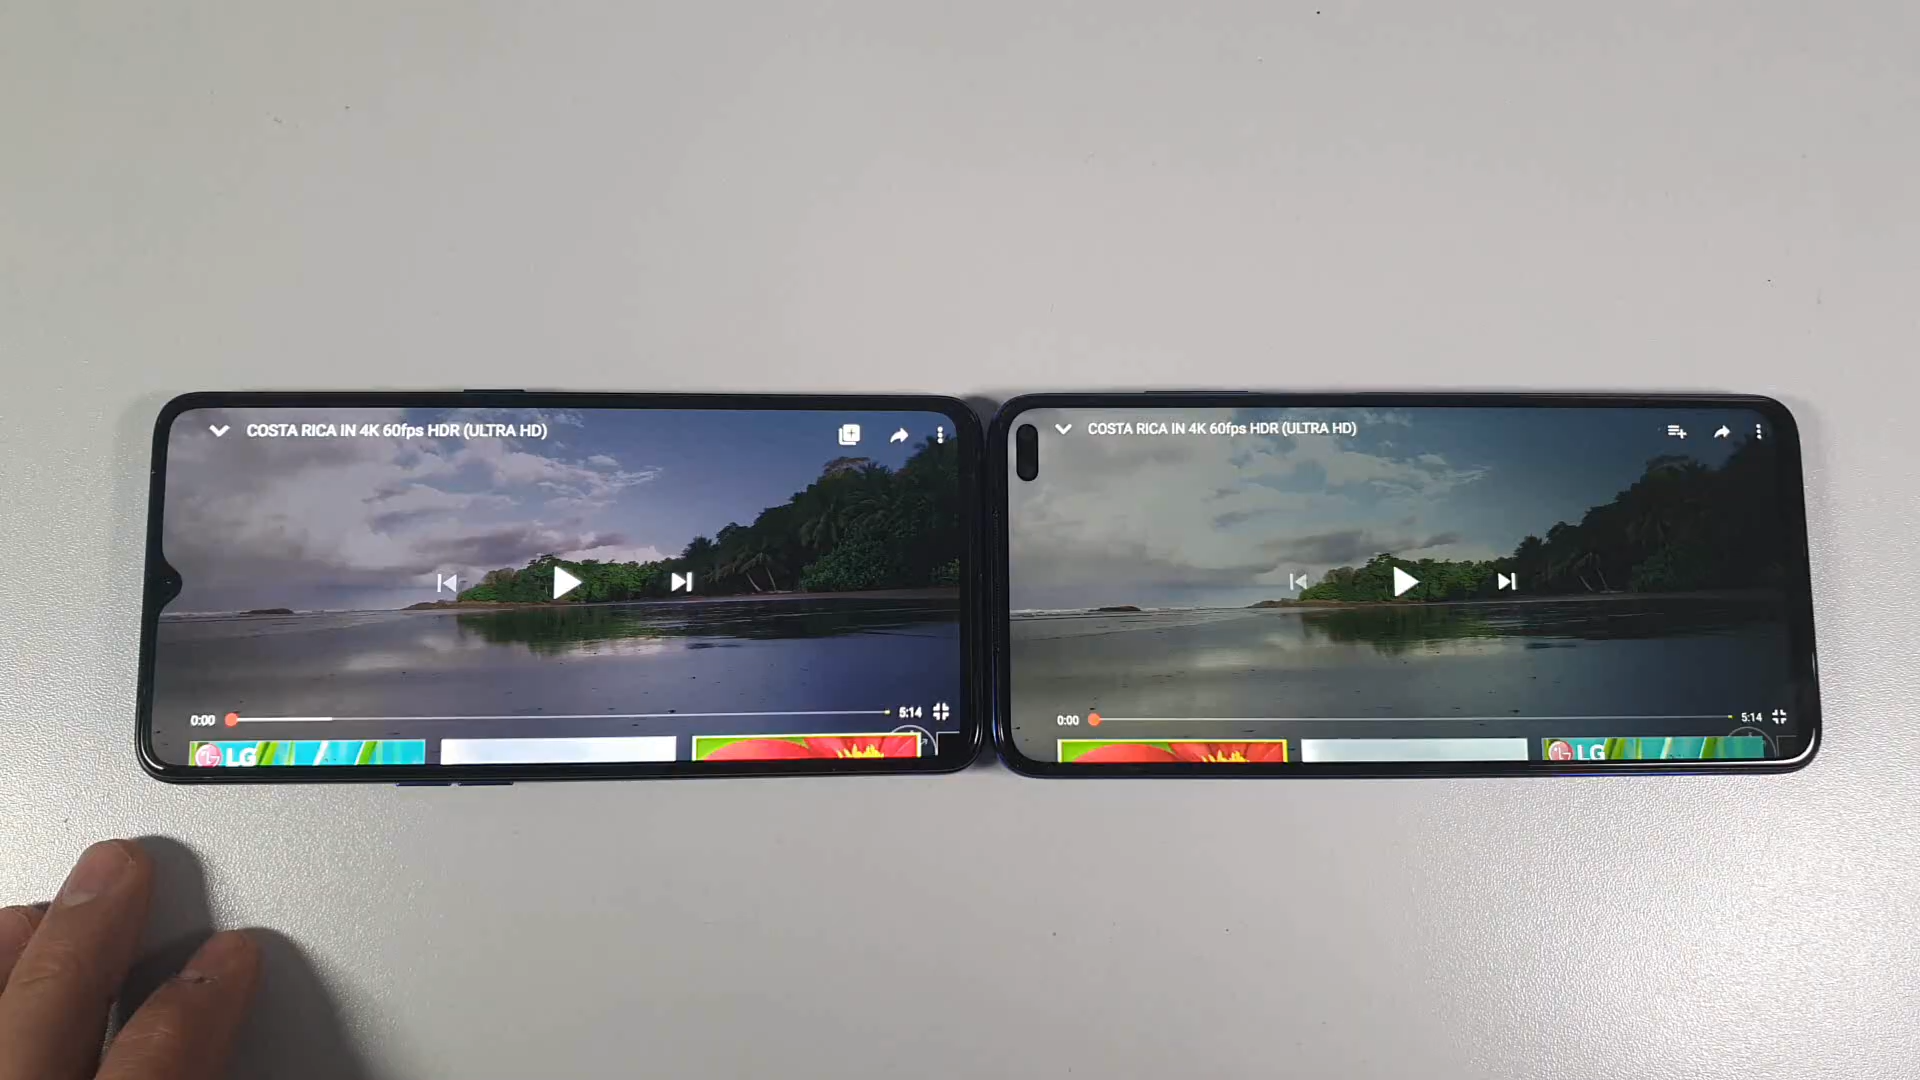 COSTA RICA IN 4K 60fps HDR (ULTRA HD)
0:00
5:14
LG
COSTA RICA IN 4K 60fps HDR (ULTRA HD)
0:00
5:14
LG